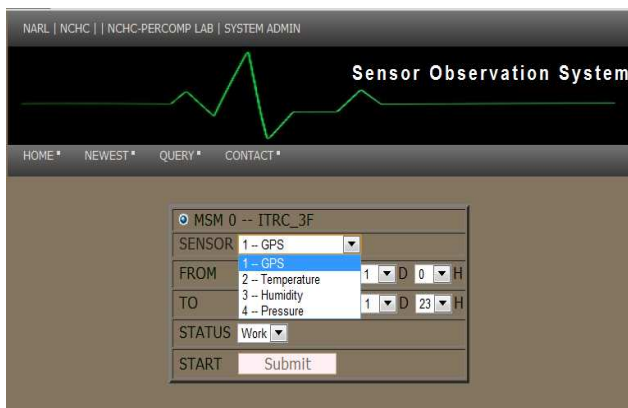 NARL | NCHC | | NCHC-PERCOMP LAB | SYSTEM ADMIN
Sensor Observation System
HOME NEWEST QUERY CONTACT
MSM 0 -- ITRC_3F
SENSOR 1 -- GPS
1 -- GPS
2 -- Temperature
3 -- Humidity
4 -- Pressure
FROM 1 D 0 H
TO 1 D 23 H
STATUS Work
START Submit